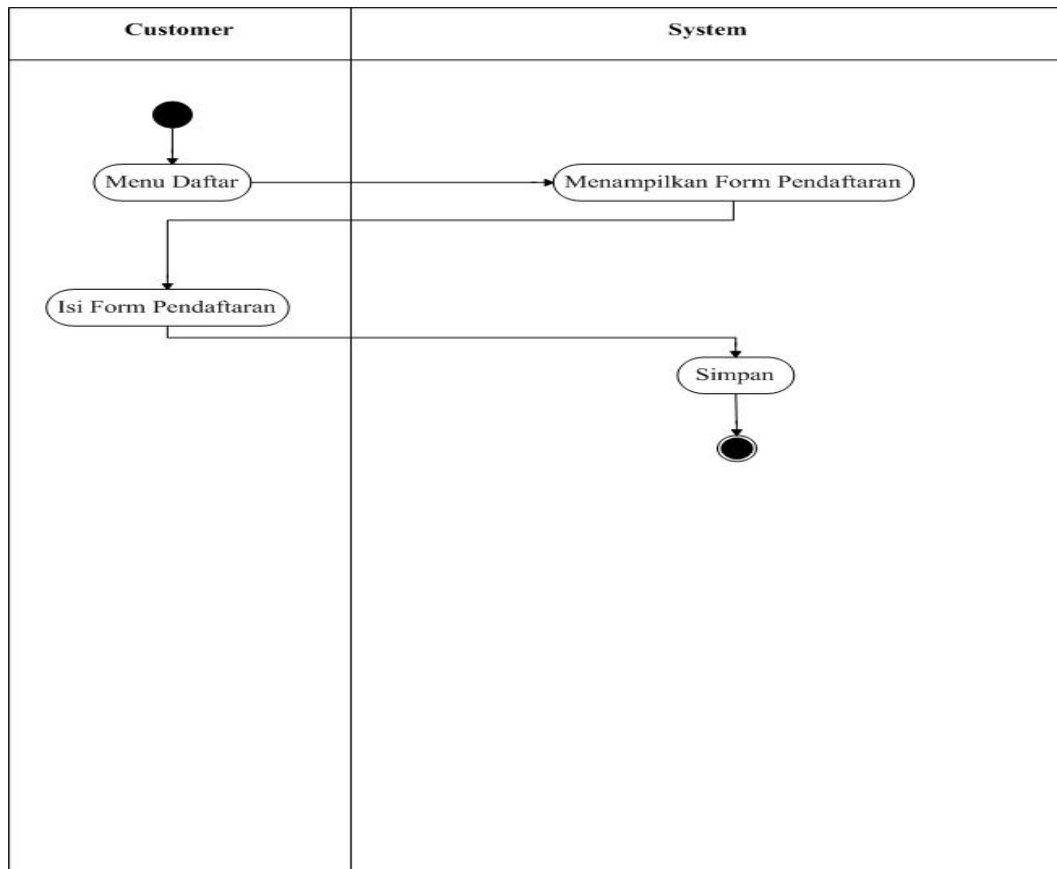 Customer
System
Menu Daftar
Menampilkan Form Pendaftaran
Isi Form Pendaftaran
Simpan